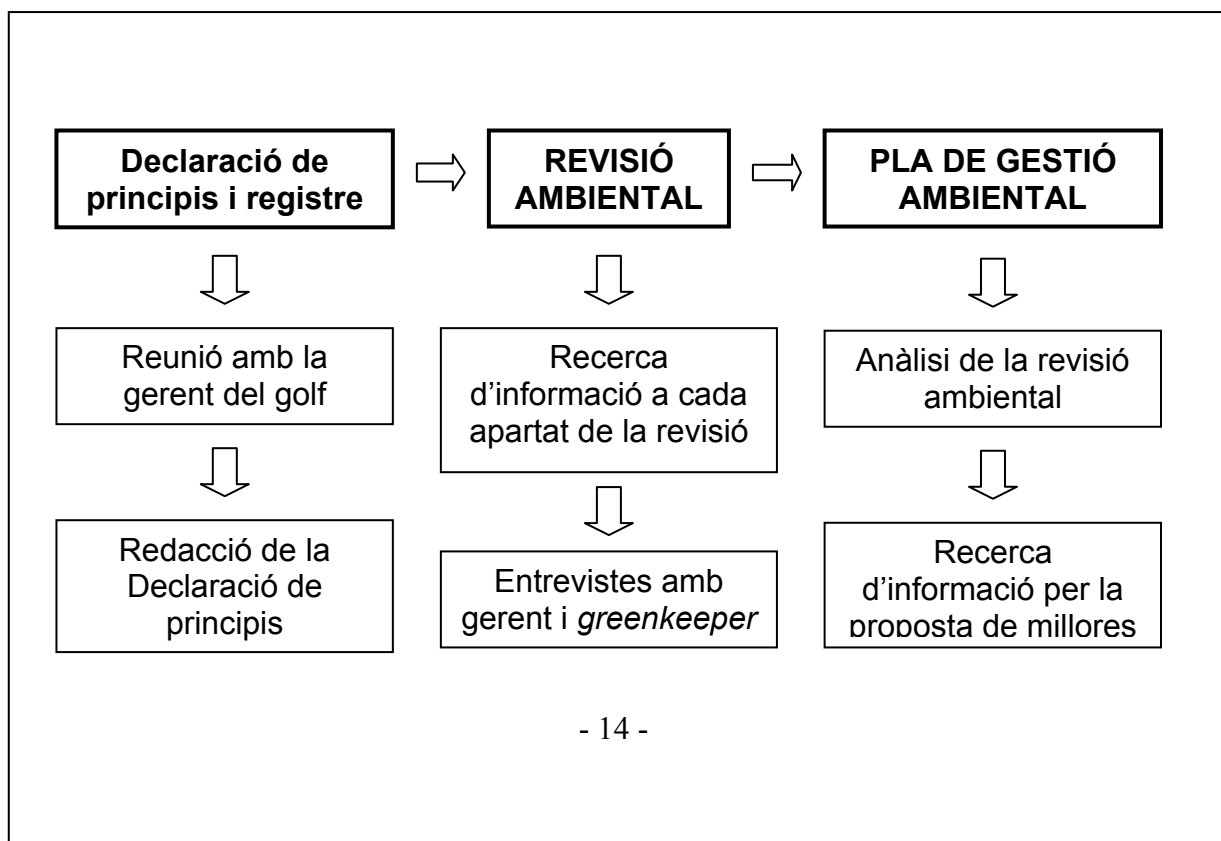 Declaració de
principis i registre
REVISIÓ
AMBIENTAL
PLA DE GESTIÓ
AMBIENTAL
Reunió amb la
gerent del golf
Recerca
d’informació a cada
apartat de la revisió
Anàlisi de la revisió
ambiental
Redacció de la
Declaració de
principis
Entrevistes amb
gerent i greenkeeper
Recerca
d’informació per la
proposta de millores
- 14 -